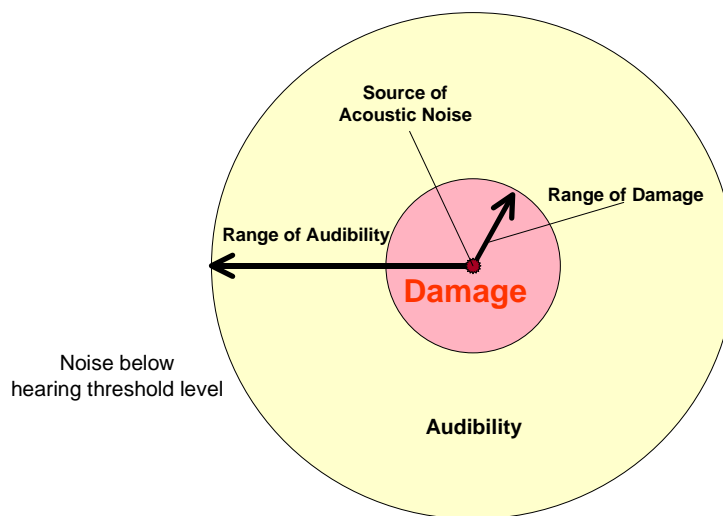 Source of
Acoustic Noise
Range of Damage
Range of Audibility
Damage
Noise below
hearing threshold level
Audibility